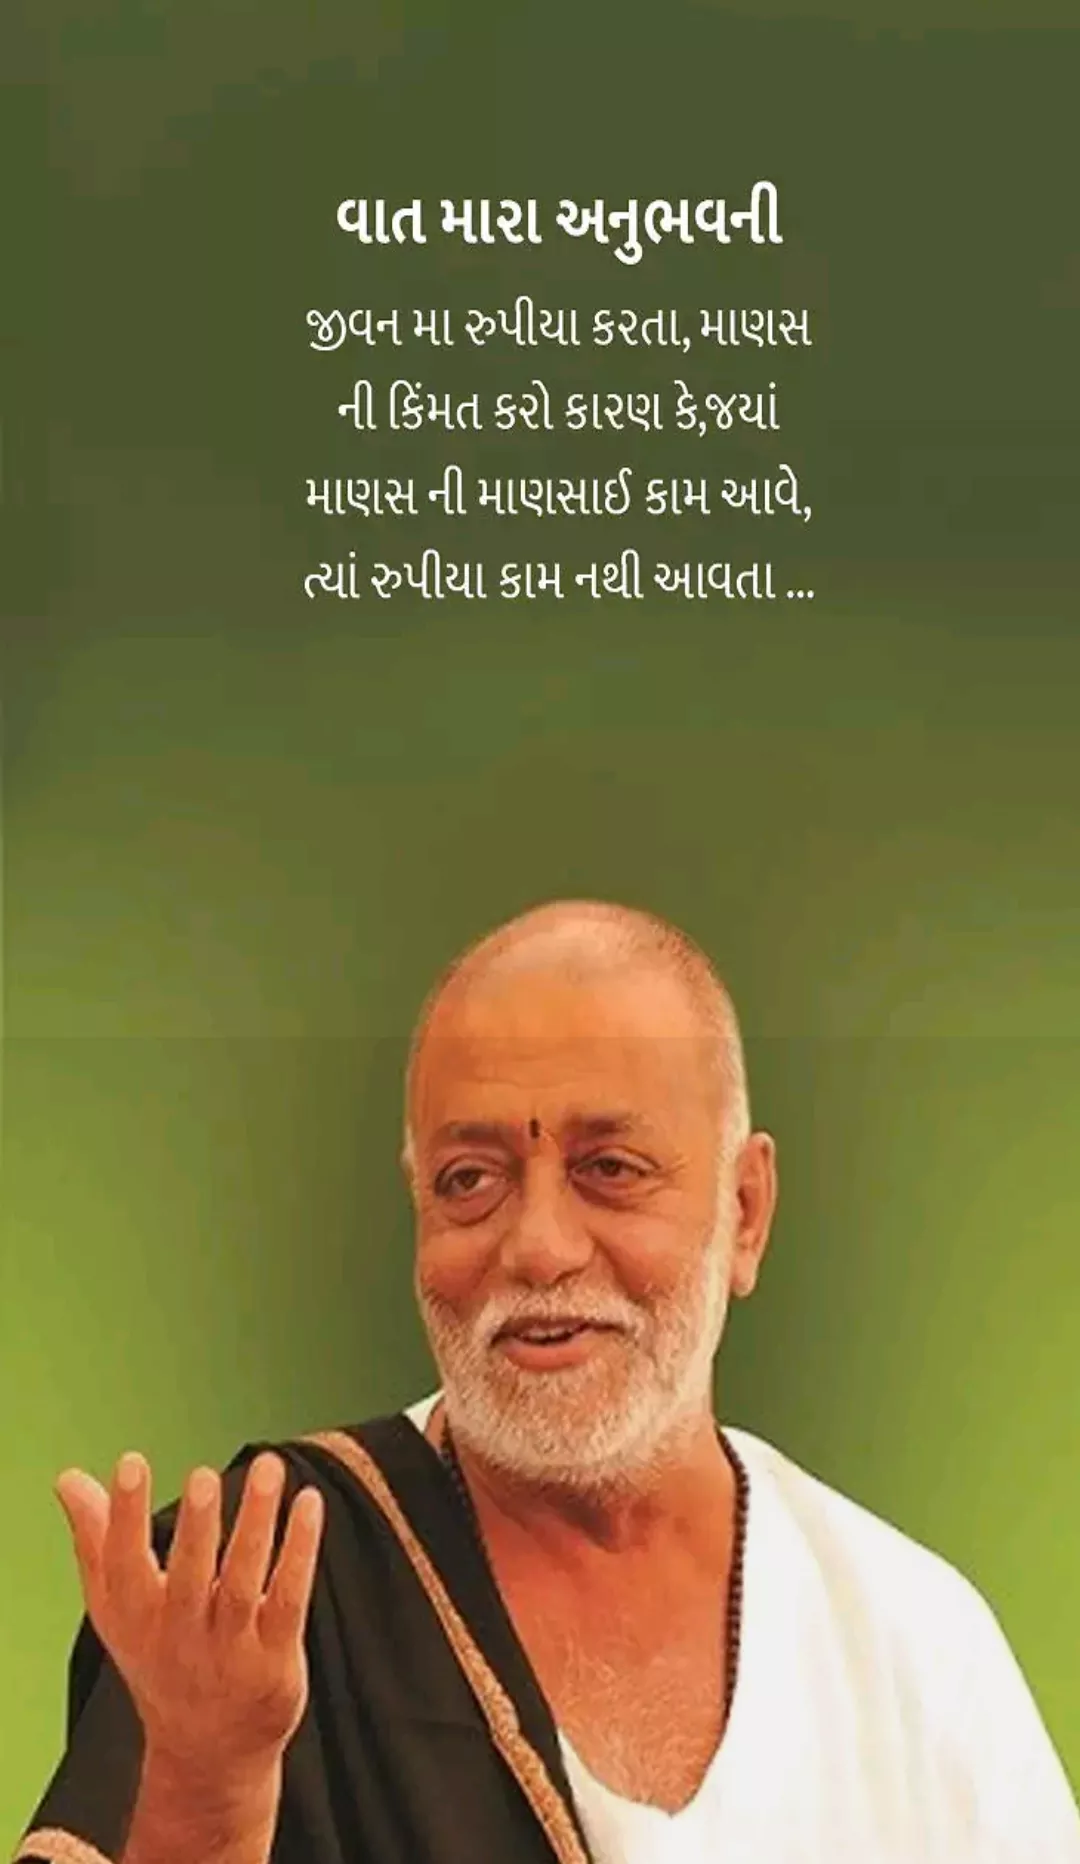 વાત મારા અનુભવની
જીવન મા રુપીયા કરતા, માણસ
ની કિંમત કરો કારણ કે,જયાં
માણસ ની માણસાઈ કામ આવે,
ત્યાં રુપીયા કામ નથી આવતા ...